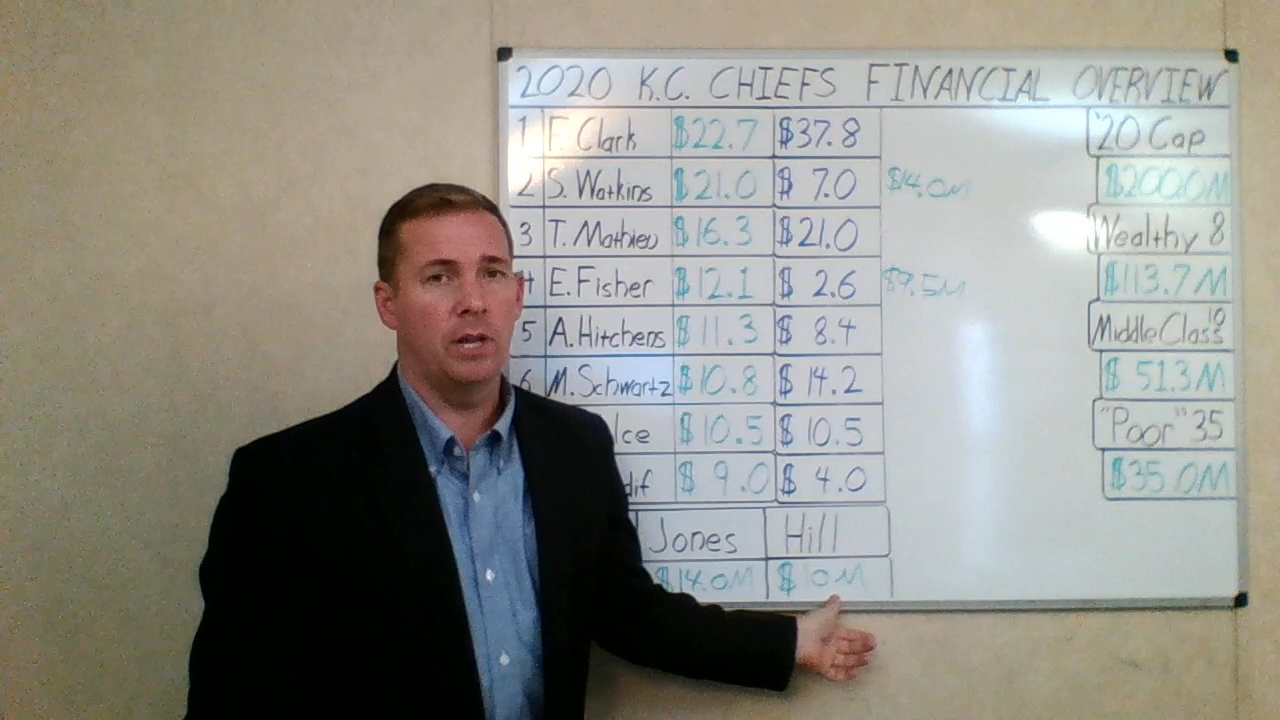 2020 K.C. CHIEFS FINANCIAL OVERVIEW
1 F. Clark $22.7 $37.8
2 S. Watkins $21.0 $ 7.0 $14.0M
3 T. Mathieu $16.3 $21.0
4 E. Fisher $12.1 $ 2.6 $9.5M
5 A. Hitchens $11.3 $ 8.4
6 M. Schwartz $10.8 $ 14.2
lce $10.5 $10.5
dif $ 9.0 $ 4.0
Jones Hill
$14.0M $10M
'20 Cap
$200.0M
Wealthy 8
$113.7M
Middle Class 10
$ 51.3M
"Poor" 35
$35.0M